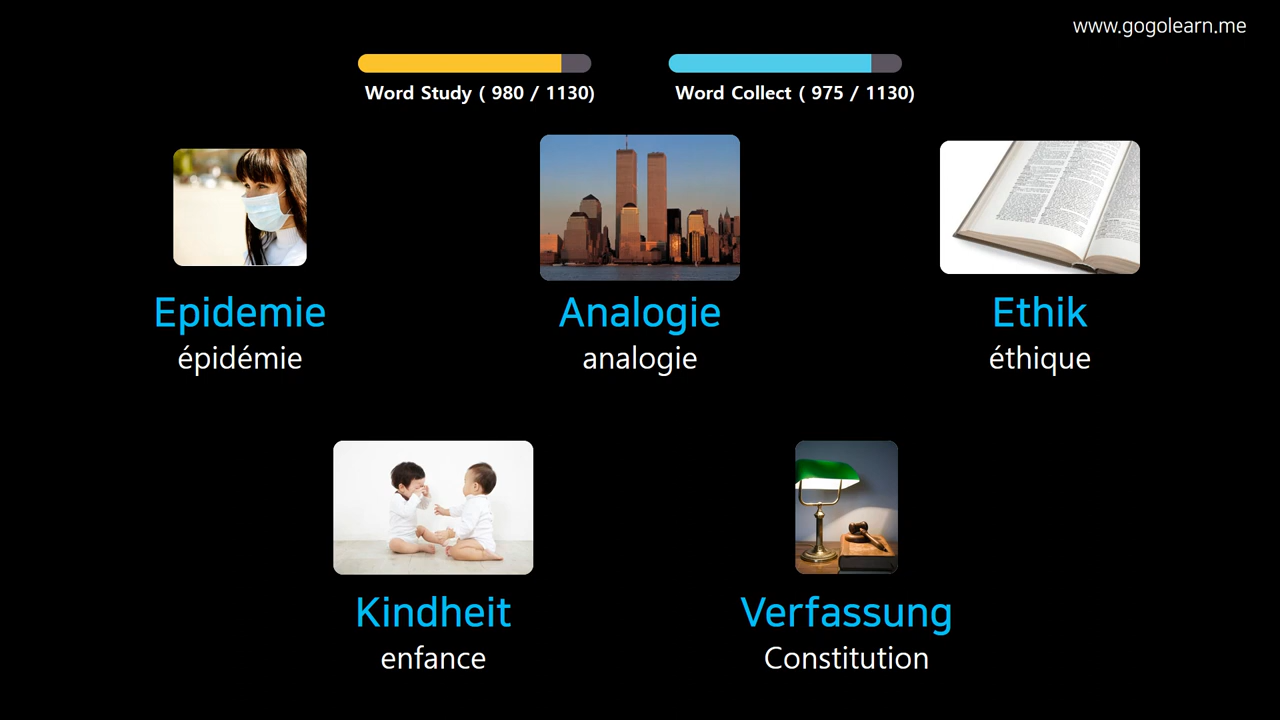 www.gogolearn.me
Word Study ( 980 / 1130)
Word Collect ( 975 / 1130)
Epidemie
épidémie
Analogie
analogie
Ethik
éthique
Kindheit
enfance
Verfassung
Constitution